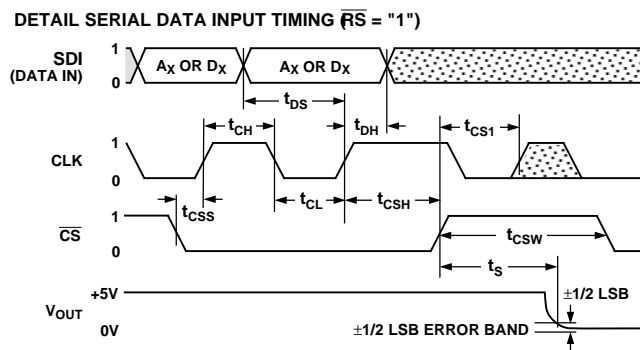 DETAIL SERIAL DATA INPUT TIMING (R̅S̅ = "1")
SDI
(DATA IN)
1
0
AX OR DX
AX OR DX
tDS
tCH
tDH
tCS1
CLK
1
0
tCSS
tCL
tCSH
C̅S̅
1
0
tCSW
tS
VOUT
+5V
0V
±1/2 LSB
±1/2 LSB ERROR BAND